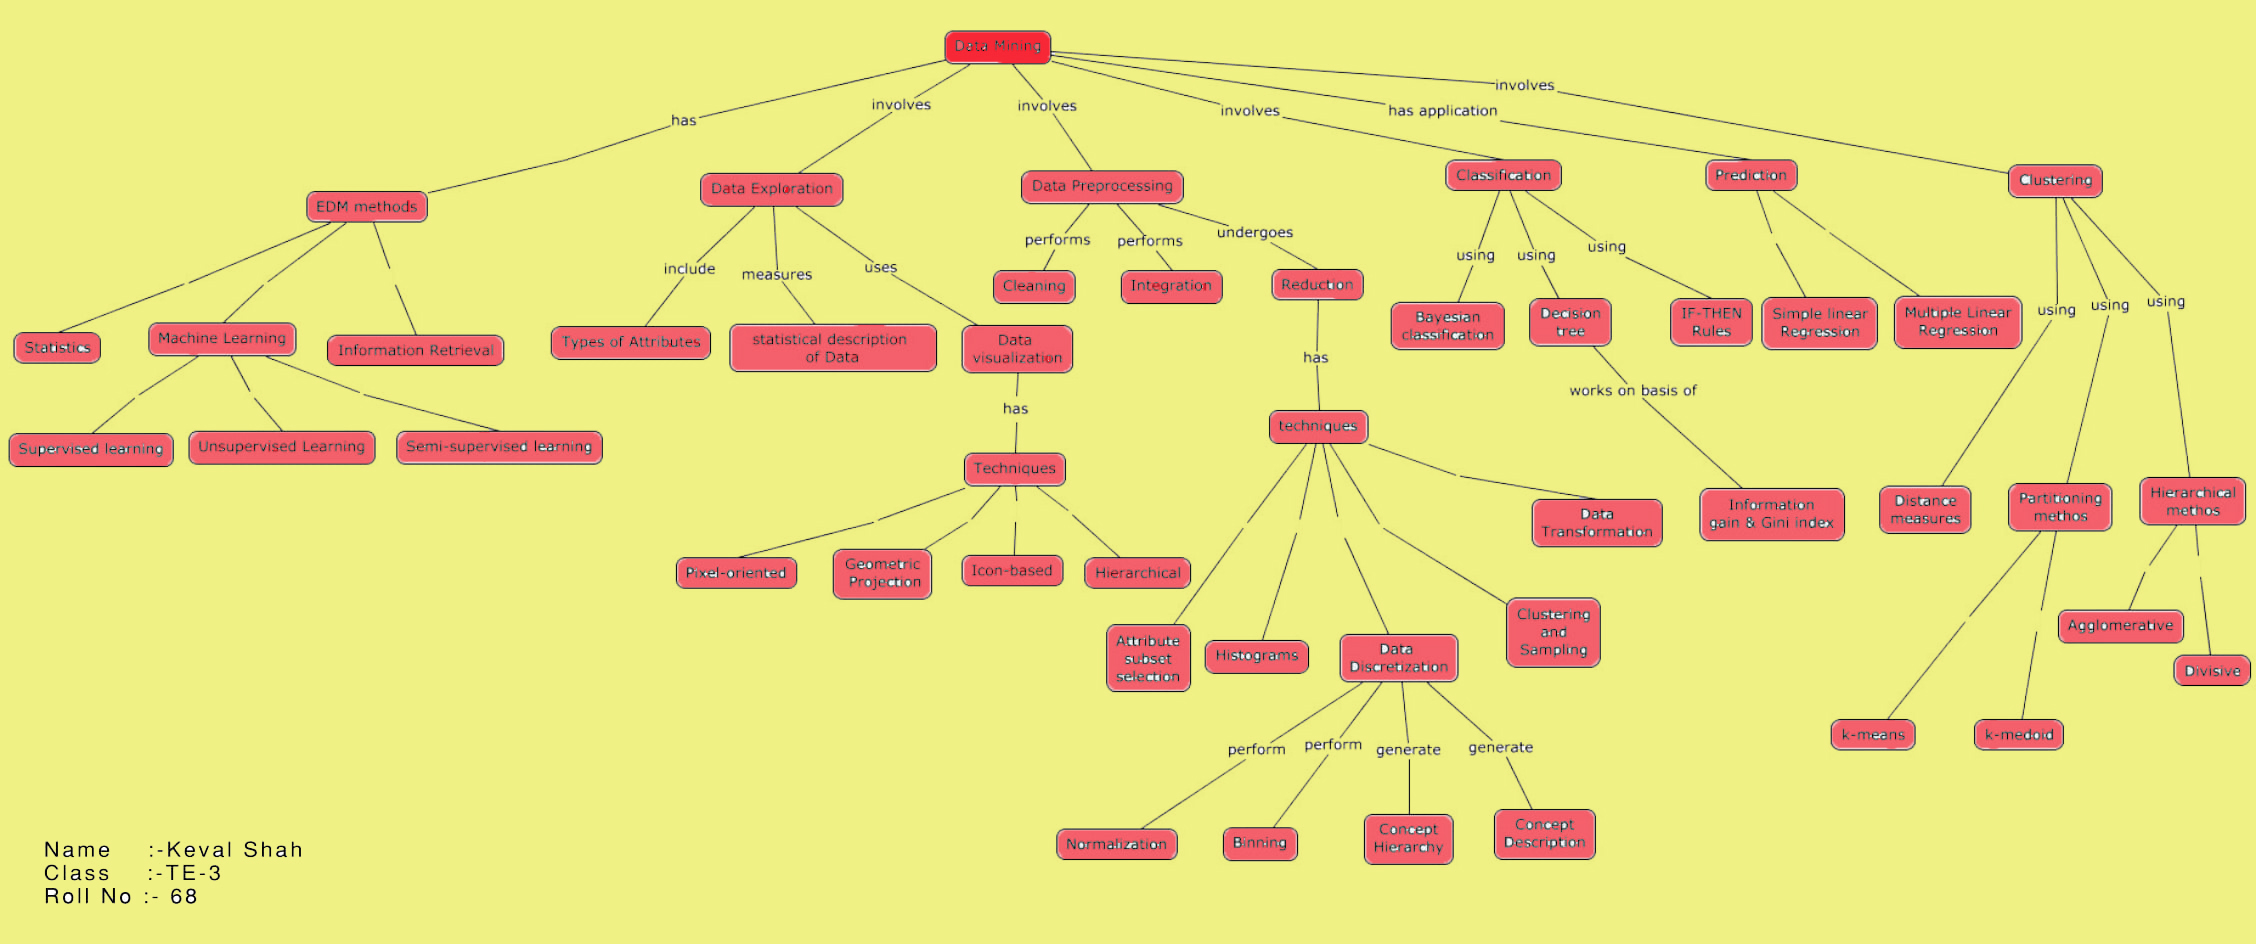 Data Mining
has
involves
involves
involves
has application
involves
EDM methods
Data Exploration
Data Preprocessing
Classification
Prediction
Clustering
include
measures
uses
performs
performs
undergoes
using
using
using
using
using
using
Statistics
Machine Learning
Information Retrieval
Types of Attributes
statistical description
of Data
Data
visualization
Cleaning
Integration
Reduction
Bayesian
classification
Decision
tree
IF-THEN
Rules
Simple linear
Regression
Multiple Linear
Regression
has
has
works on basis of
Supervised learning
Unsupervised Learning
Semi-supervised learning
Techniques
techniques
Information
gain & Gini index
Distance
measures
Partitioning
methos
Hierarchical
methos
Pixel-oriented
Geometric
Projection
Icon-based
Hierarchical
Data
Transformation
Attribute
subset
selection
Histograms
Data
Discretization
Clustering
and
Sampling
Agglomerative
Divisive
k-means
k-medoid
perform
perform
generate
generate
Normalization
Binning
Concept
Hierarchy
Concept
Description
Name :-Keval Shah
Class :-TE-3
Roll No :- 68